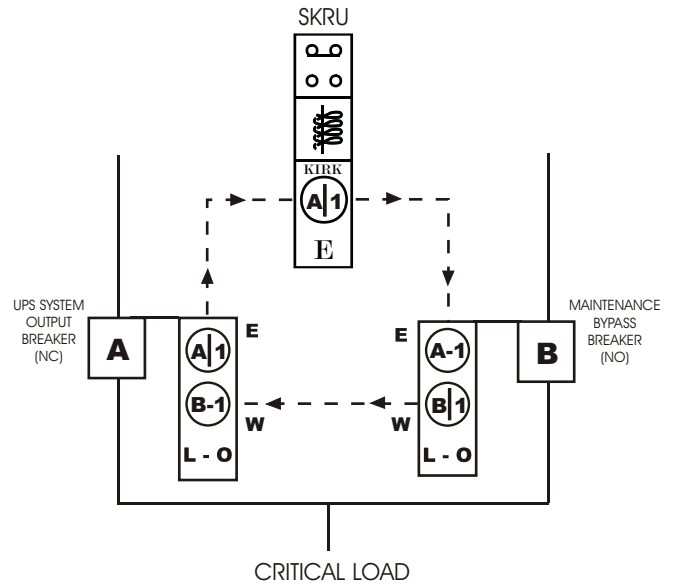 SKRU
KIRK
A|1
E
UPS SYSTEM
OUTPUT
BREAKER
(NC)
A
A|1
E
B-1
W
L - O
E
A-1
W
B|1
L - O
B
MAINTENANCE
BYPASS
BREAKER
(NO)
CRITICAL LOAD